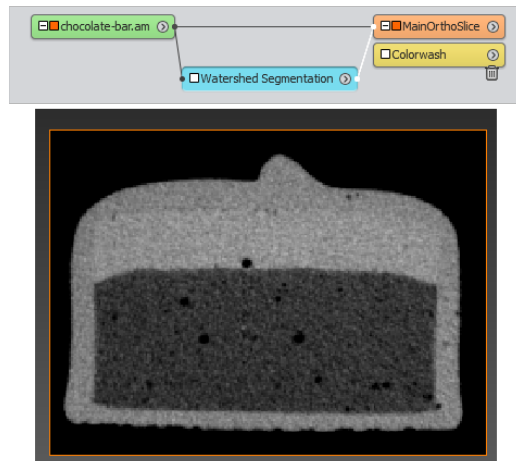 chocolate-bar.am
MainOrthoSlice
Colorwash
Watershed Segmentation